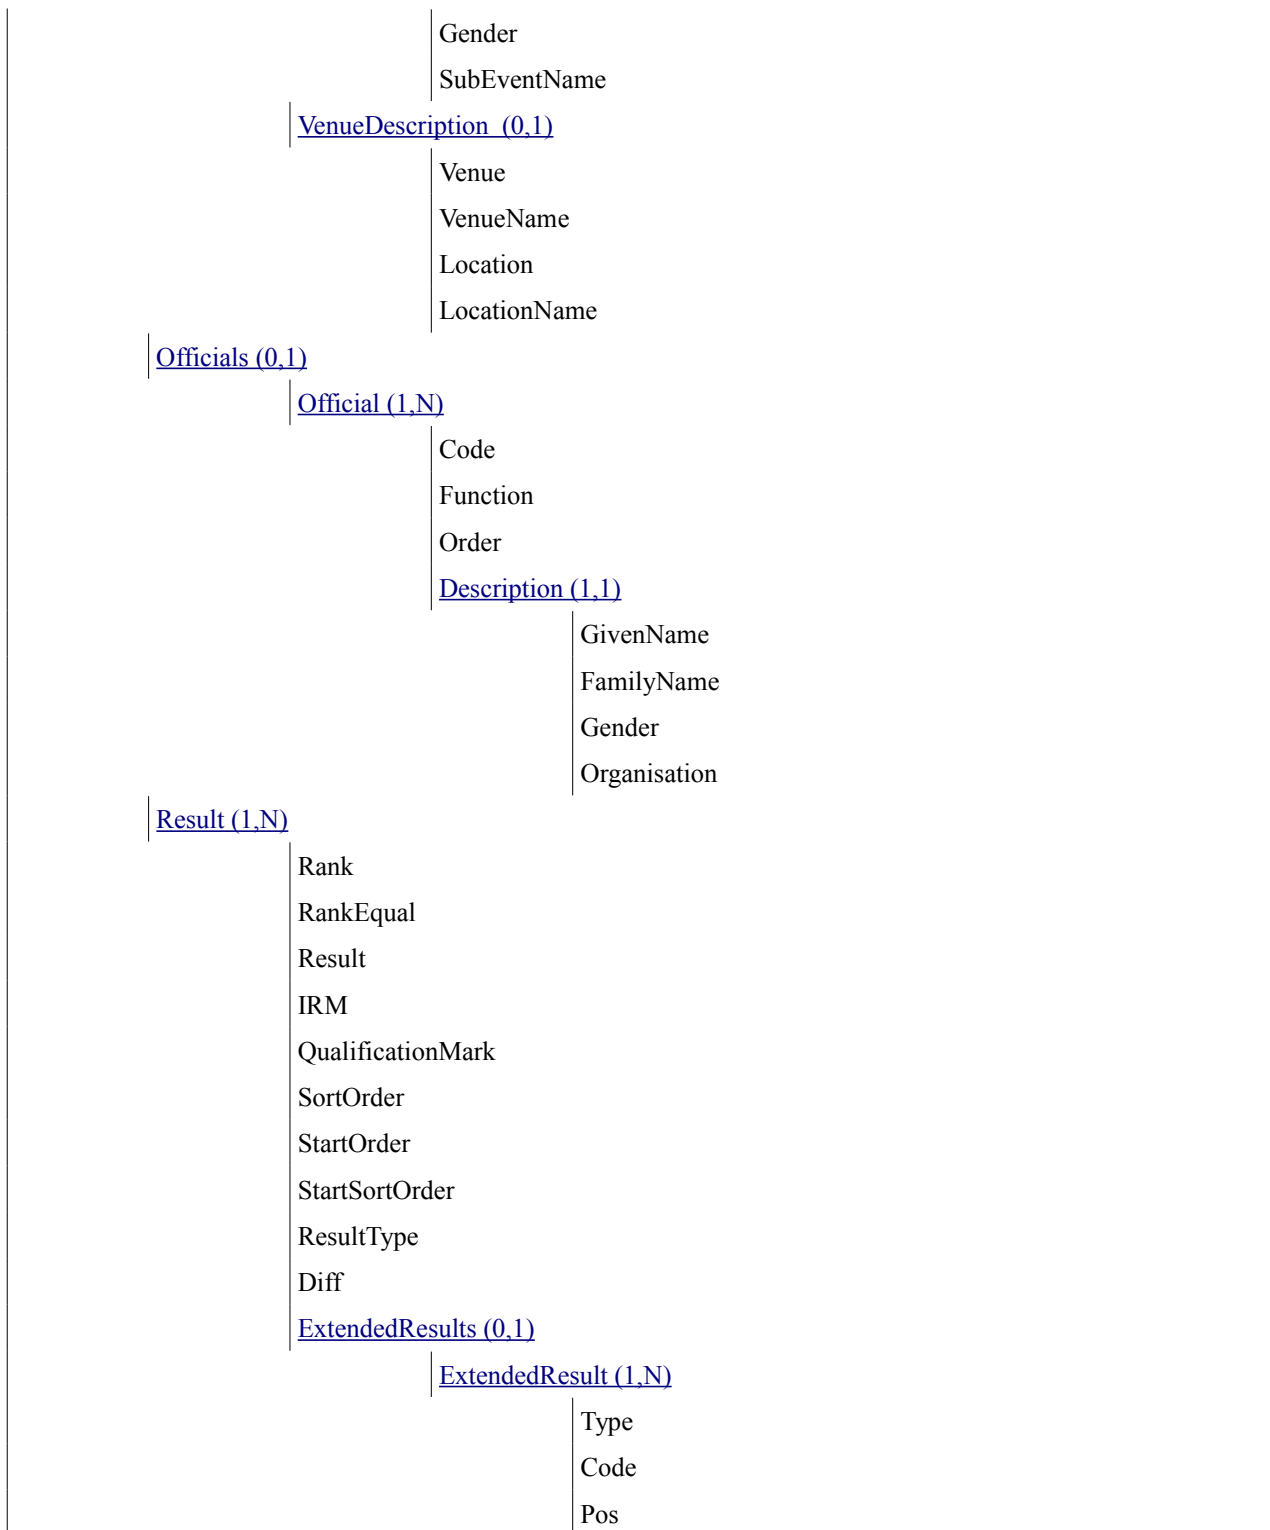 Gender
SubEventName
VenueDescription  (0,1)
Venue
VenueName
Location
LocationName
Officials (0,1)
Official (1,N)
Code
Function
Order
Description (1,1)
GivenName
FamilyName
Gender
Organisation
Result (1,N)
Rank
RankEqual
Result
IRM
QualificationMark
SortOrder
StartOrder
StartSortOrder
ResultType
Diff
ExtendedResults (0,1)
ExtendedResult (1,N)
Type
Code
Pos